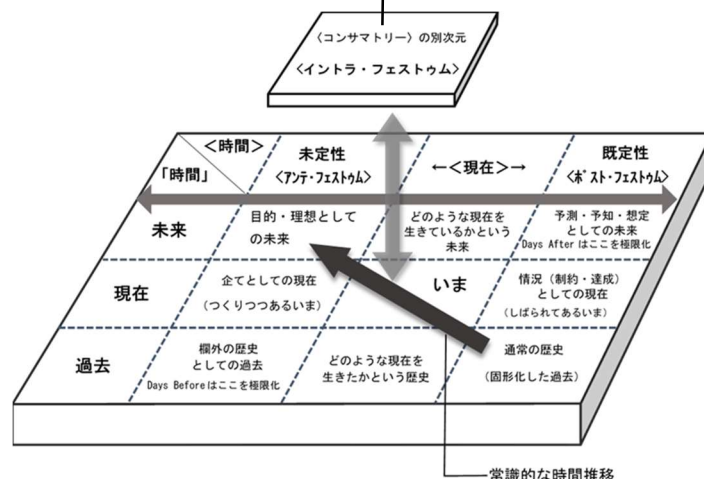 〈コンサマトリー〉の別次元
〈イントラ・フェストゥム〉
<時間>
「時間」
未定性
〈アンテ・フェストゥム〉
←<現在>→
既定性
〈ポスト・フェストゥム〉
未来
目的・理想として
の未来
どのような現在を
生きているかという
未来
予測・予知・想定
としての未来
Days After はここを極限化
現在
企てとしての現在
(つくりつつあるいま)
いま
情況(制約・達成)
としての現在
(しばられてあるいま)
過去
欄外の歴史
としての過去
Days Before はここを極限化
どのような現在を
生きたかという歴史
通常の歴史
(固形化した過去)
常識的な時間推移